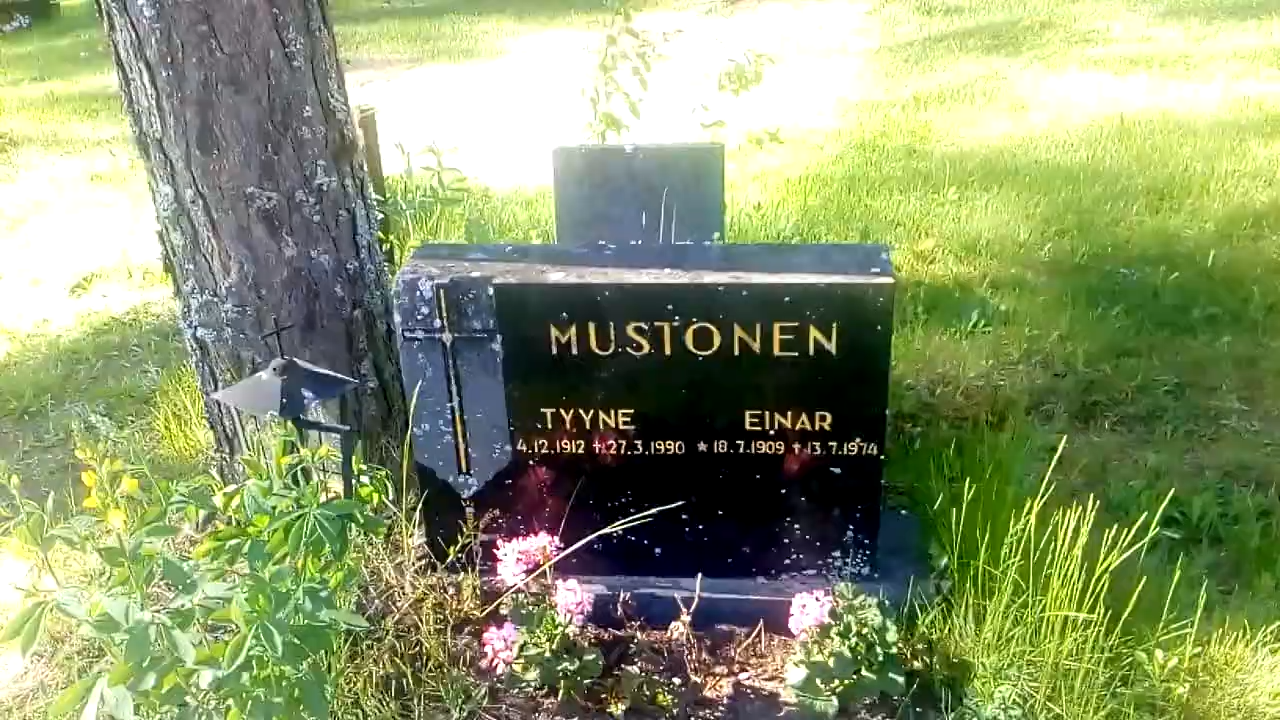 MUSTONEN
TYYNE EINAR
4.12.1912 ✝27.3.1990 ★ 18.7.1909 ✝ 13.7.1974